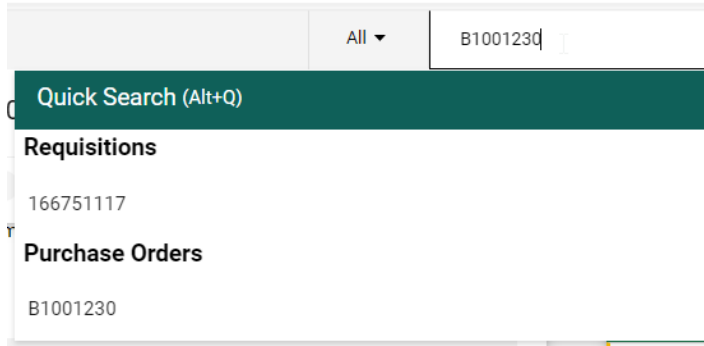 All B1001230
Quick Search (Alt+Q)
Requisitions
166751117
Purchase Orders
B1001230